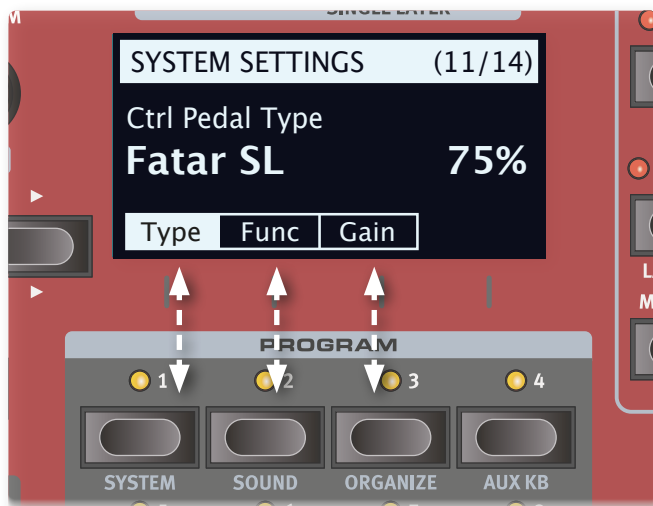 SINGLE LAYER
SYSTEM SETTINGS (11/14)
Ctrl Pedal Type
Fatar SL 75%
Type Func Gain
PROGRAM
1 2 3 4
SYSTEM SOUND ORGANIZE AUX KB